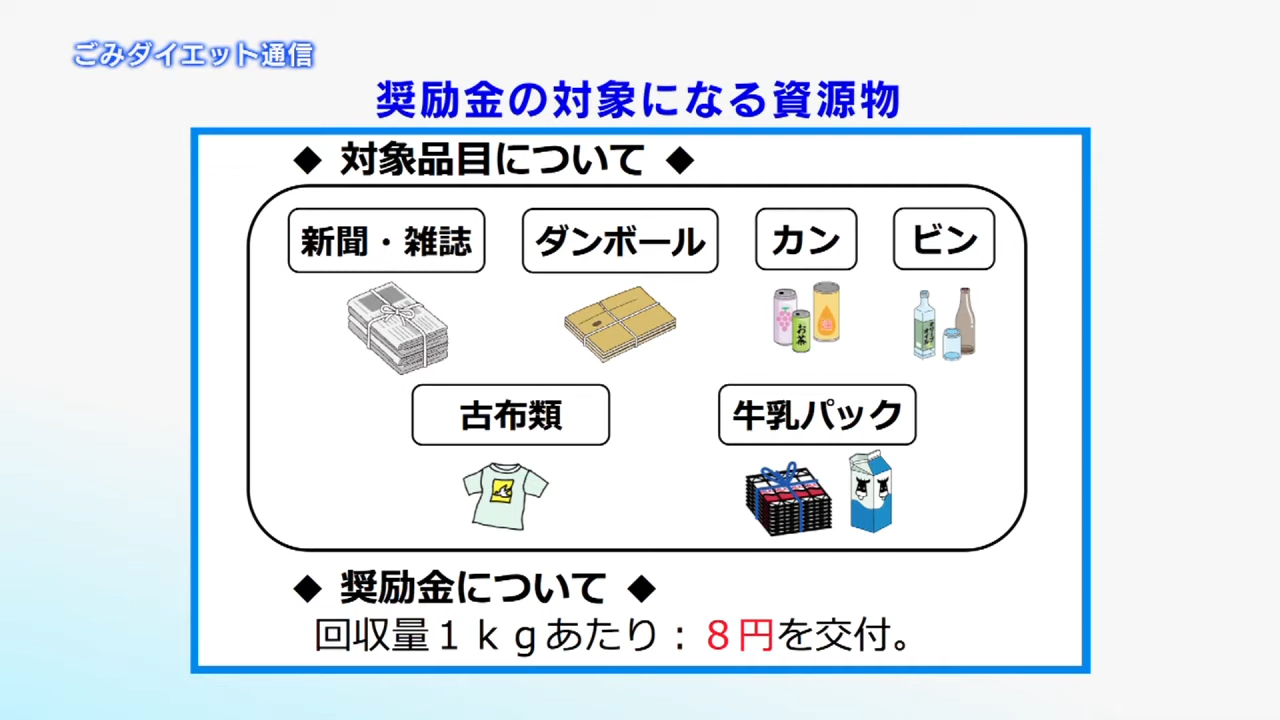 ごみダイエット通信
奨励金の対象になる資源物
◆ 対象品目について ◆
新聞・雑誌
ダンボール
カン
ビン
お茶
古布類
牛乳パック
◆ 奨励金について ◆
回収量１ｋｇあたり：８円を交付。